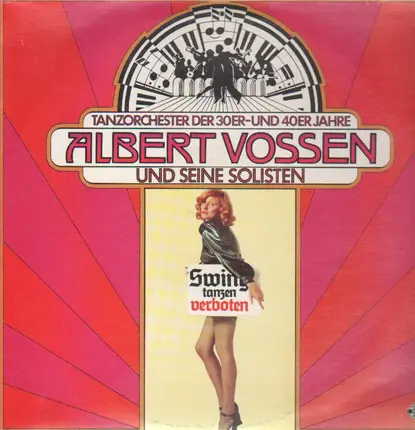 TANZORCHESTER DER 30ER-UND 40ER JAHRE
ALBERT VOSSEN
UND SEINE SOLISTEN
Swing
tanzen
verboten